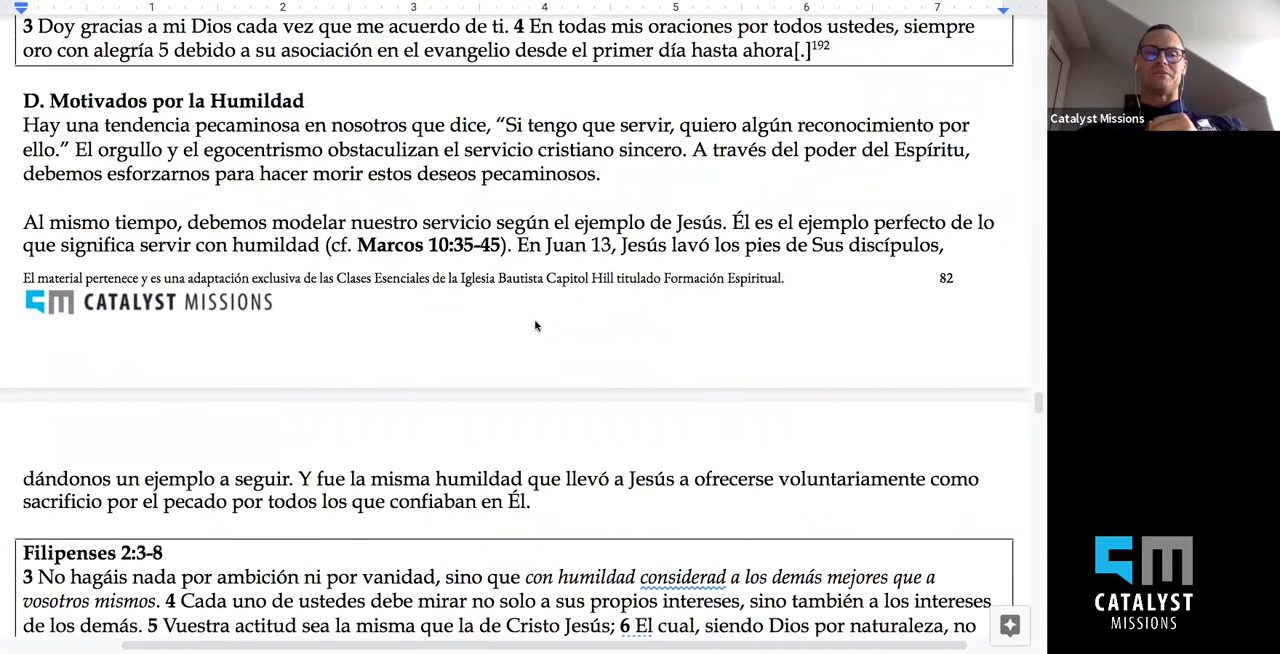 1 2 3 4 5 6 7
3 Doy gracias a mi Dios cada vez que me acuerdo de ti. 4 En todas mis oraciones por todos ustedes, siempre
oro con alegría 5 debido a su asociación en el evangelio desde el primer día hasta ahora[.]192
D. Motivados por la Humildad
Hay una tendencia pecaminosa en nosotros que dice, “Si tengo que servir, quiero algún reconocimiento por
ello.” El orgullo y el egocentrismo obstaculizan el servicio cristiano sincero. A través del poder del Espíritu,
debemos esforzarnos para hacer morir estos deseos pecaminosos.
Al mismo tiempo, debemos modelar nuestro servicio según el ejemplo de Jesús. Él es el ejemplo perfecto de lo
que significa servir con humildad (cf. Marcos 10:35-45). En Juan 13, Jesús lavó los pies de Sus discípulos,
El material pertenece y es una adaptación exclusiva de las Clases Esenciales de la Iglesia Bautista Capitol Hill titulado Formación Espiritual. 82
CM CATALYST MISSIONS
dándonos un ejemplo a seguir. Y fue la misma humildad que llevó a Jesús a ofrecerse voluntariamente como
sacrificio por el pecado por todos los que confiaban en Él.
Filipenses 2:3-8
3 No hagáis nada por ambición ni por vanidad, sino que con humildad considerad a los demás mejores que a
vosotros mismos. 4 Cada uno de ustedes debe mirar no solo a sus propios intereses, sino también a los intereses
de los demás. 5 Vuestra actitud sea la misma que la de Cristo Jesús; 6 El cual, siendo Dios por naturaleza, no
Catalyst Missions
CM
CATALYST
MISSIONS